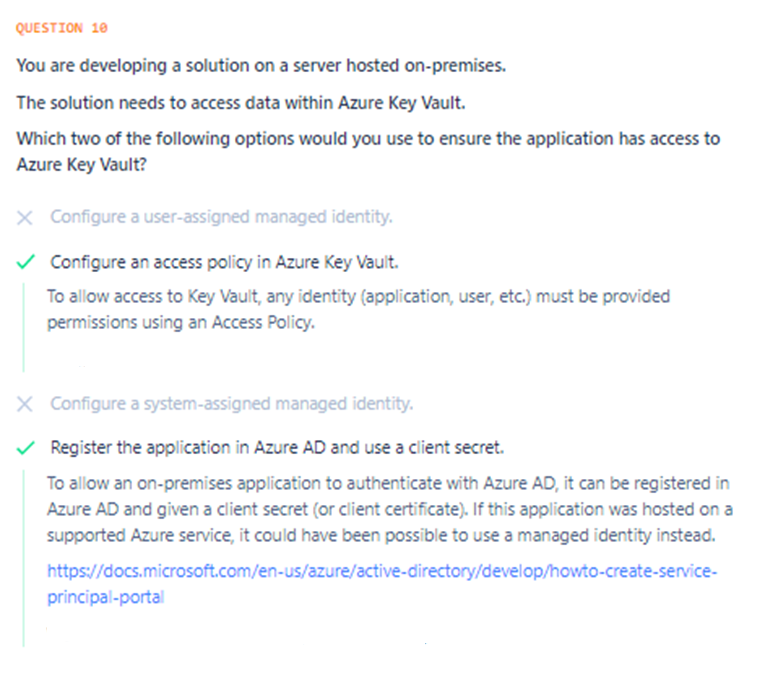 QUESTION 10
You are developing a solution on a server hosted on-premises.
The solution needs to access data within Azure Key Vault.
Which two of the following options would you use to ensure the application has access to
Azure Key Vault?
Configure a user-assigned managed identity.
Configure an access policy in Azure Key Vault.
To allow access to Key Vault, any identity (application, user, etc.) must be provided
permissions using an Access Policy.
Configure a system-assigned managed identity.
Register the application in Azure AD and use a client secret.
To allow an on-premises application to authenticate with Azure AD, it can be registered in
Azure AD and given a client secret (or client certificate). If this application was hosted on a
supported Azure service, it could have been possible to use a managed identity instead.
https://docs.microsoft.com/en-us/azure/active-directory/develop/howto-create-service-
principal-portal